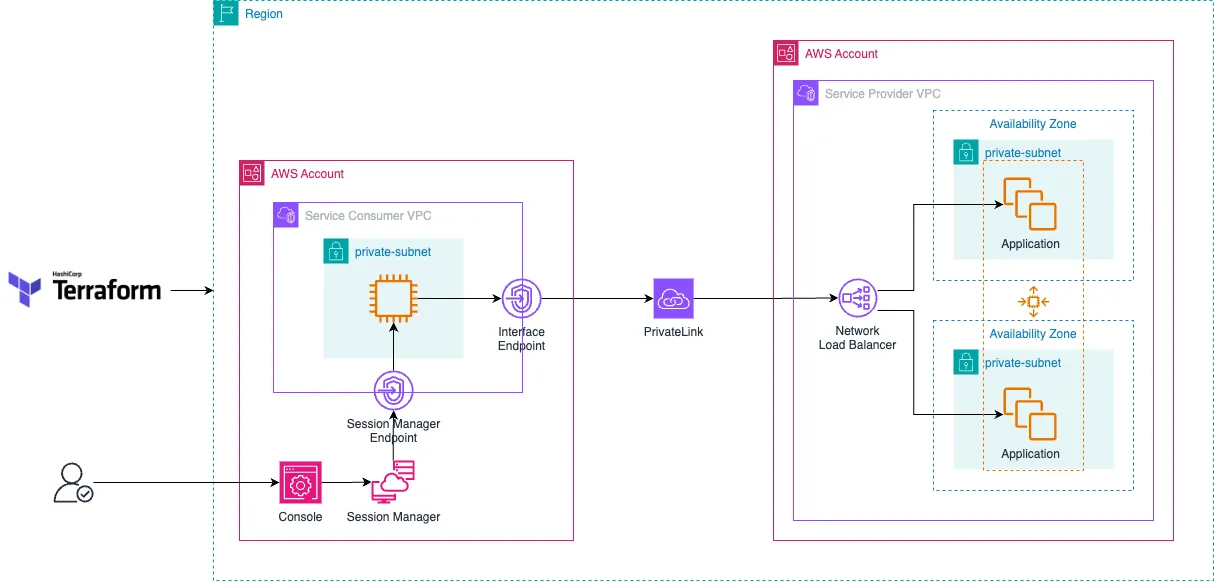 Region
AWS Account
Service Provider VPC
Availability Zone
private-subnet
Application
AWS Account
Service Consumer VPC
private-subnet
HashiCorp
Terraform
Interface
Endpoint
PrivateLink
Network
Load Balancer
Availability Zone
private-subnet
Application
Session Manager
Endpoint
Console
Session Manager